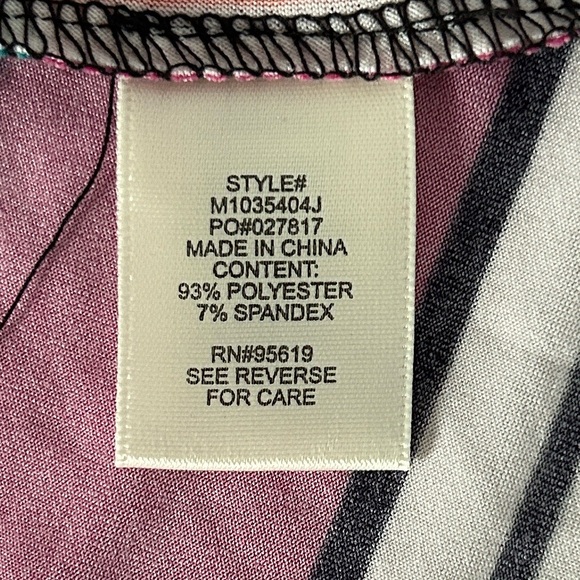 STYLE#
M1035404J
PO#027817
MADE IN CHINA
CONTENT:
93% POLYESTER
7% SPANDEX
RN#95619
SEE REVERSE
FOR CARE